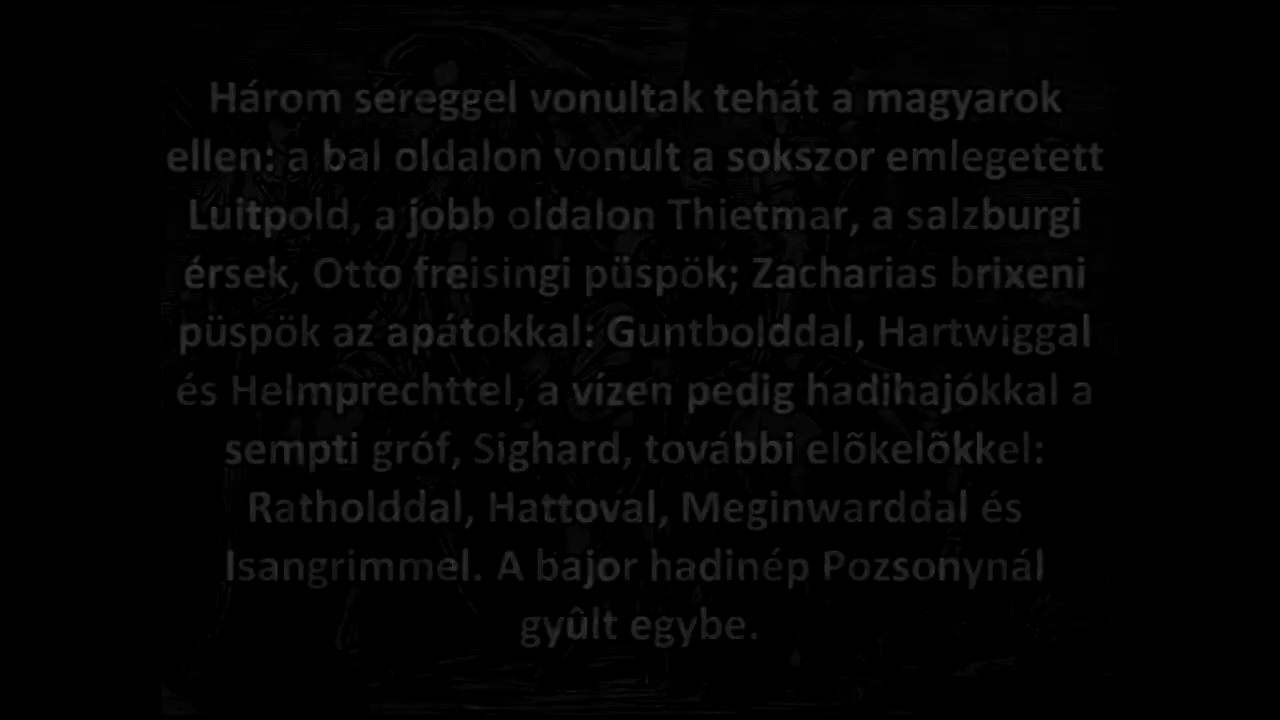 Három sereggel vonultak tehát a magyarok
ellen: a bal oldalon vonult a sokszor emlegetett
Luitpold, a jobb oldalon Thietmar, a salzburgi
érsek, Otto freisingi püspök; Zacharias brixeni
püspök az apátokkal: Guntbolddal, Hartwiggal
és Helmprechttel, a vízen pedig hadihajókkal a
sempti gróf, Sighard, további elõkelõkkel:
Ratholddal, Hattoval, Meginwarddal és
Isangrimmel. A bajor hadinép Pozsonynál
gyûlt egybe.